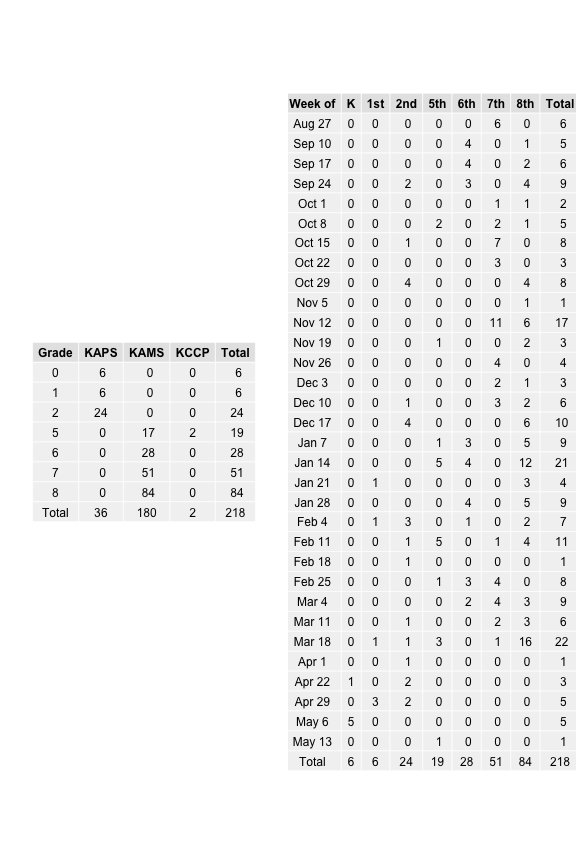 Grade KAPS KAMS KCCP Total
0 6 0 0 6
1 6 0 0 6
2 24 0 0 24
5 0 17 2 19
6 0 28 0 28
7 0 51 0 51
8 0 84 0 84
Total 36 180 2 218
Week of K 1st 2nd 5th 6th 7th 8th Total
Aug 27 0 0 0 0 0 6 0 6
Sep 10 0 0 0 0 4 0 1 5
Sep 17 0 0 0 0 4 0 2 6
Sep 24 0 0 2 0 3 0 4 9
Oct 1 0 0 0 0 0 1 1 2
Oct 8 0 0 0 2 0 2 1 5
Oct 15 0 0 1 0 0 7 0 8
Oct 22 0 0 0 0 0 3 0 3
Oct 29 0 0 4 0 0 0 4 8
Nov 5 0 0 0 0 0 0 1 1
Nov 12 0 0 0 0 0 11 6 17
Nov 19 0 0 0 1 0 0 2 3
Nov 26 0 0 0 0 0 4 0 4
Dec 3 0 0 0 0 0 2 1 3
Dec 10 0 0 1 0 0 3 2 6
Dec 17 0 0 4 0 0 0 6 10
Jan 7 0 0 0 1 3 0 5 9
Jan 14 0 0 0 5 4 0 12 21
Jan 21 0 1 0 0 0 0 3 4
Jan 28 0 0 0 0 4 0 5 9
Feb 4 0 1 3 0 1 0 2 7
Feb 11 0 0 1 5 0 1 4 11
Feb 18 0 0 1 0 0 0 0 1
Feb 25 0 0 0 1 3 4 0 8
Mar 4 0 0 0 0 2 4 3 9
Mar 11 0 0 1 0 0 2 3 6
Mar 18 0 1 1 3 0 1 16 22
Apr 1 0 0 1 0 0 0 0 1
Apr 22 1 0 2 0 0 0 0 3
Apr 29 0 3 2 0 0 0 0 5
May 6 5 0 0 0 0 0 0 5
May 13 0 0 0 1 0 0 0 1
Total 6 6 24 19 28 51 84 218